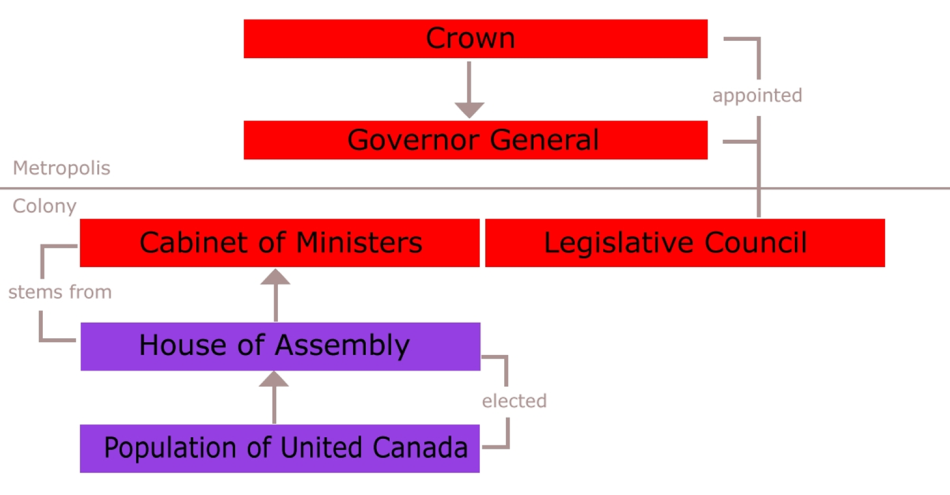 Crown
appointed
Governor General
Metropolis
Colony
Cabinet of Ministers
Legislative Council
stems from
House of Assembly
elected
Population of United Canada